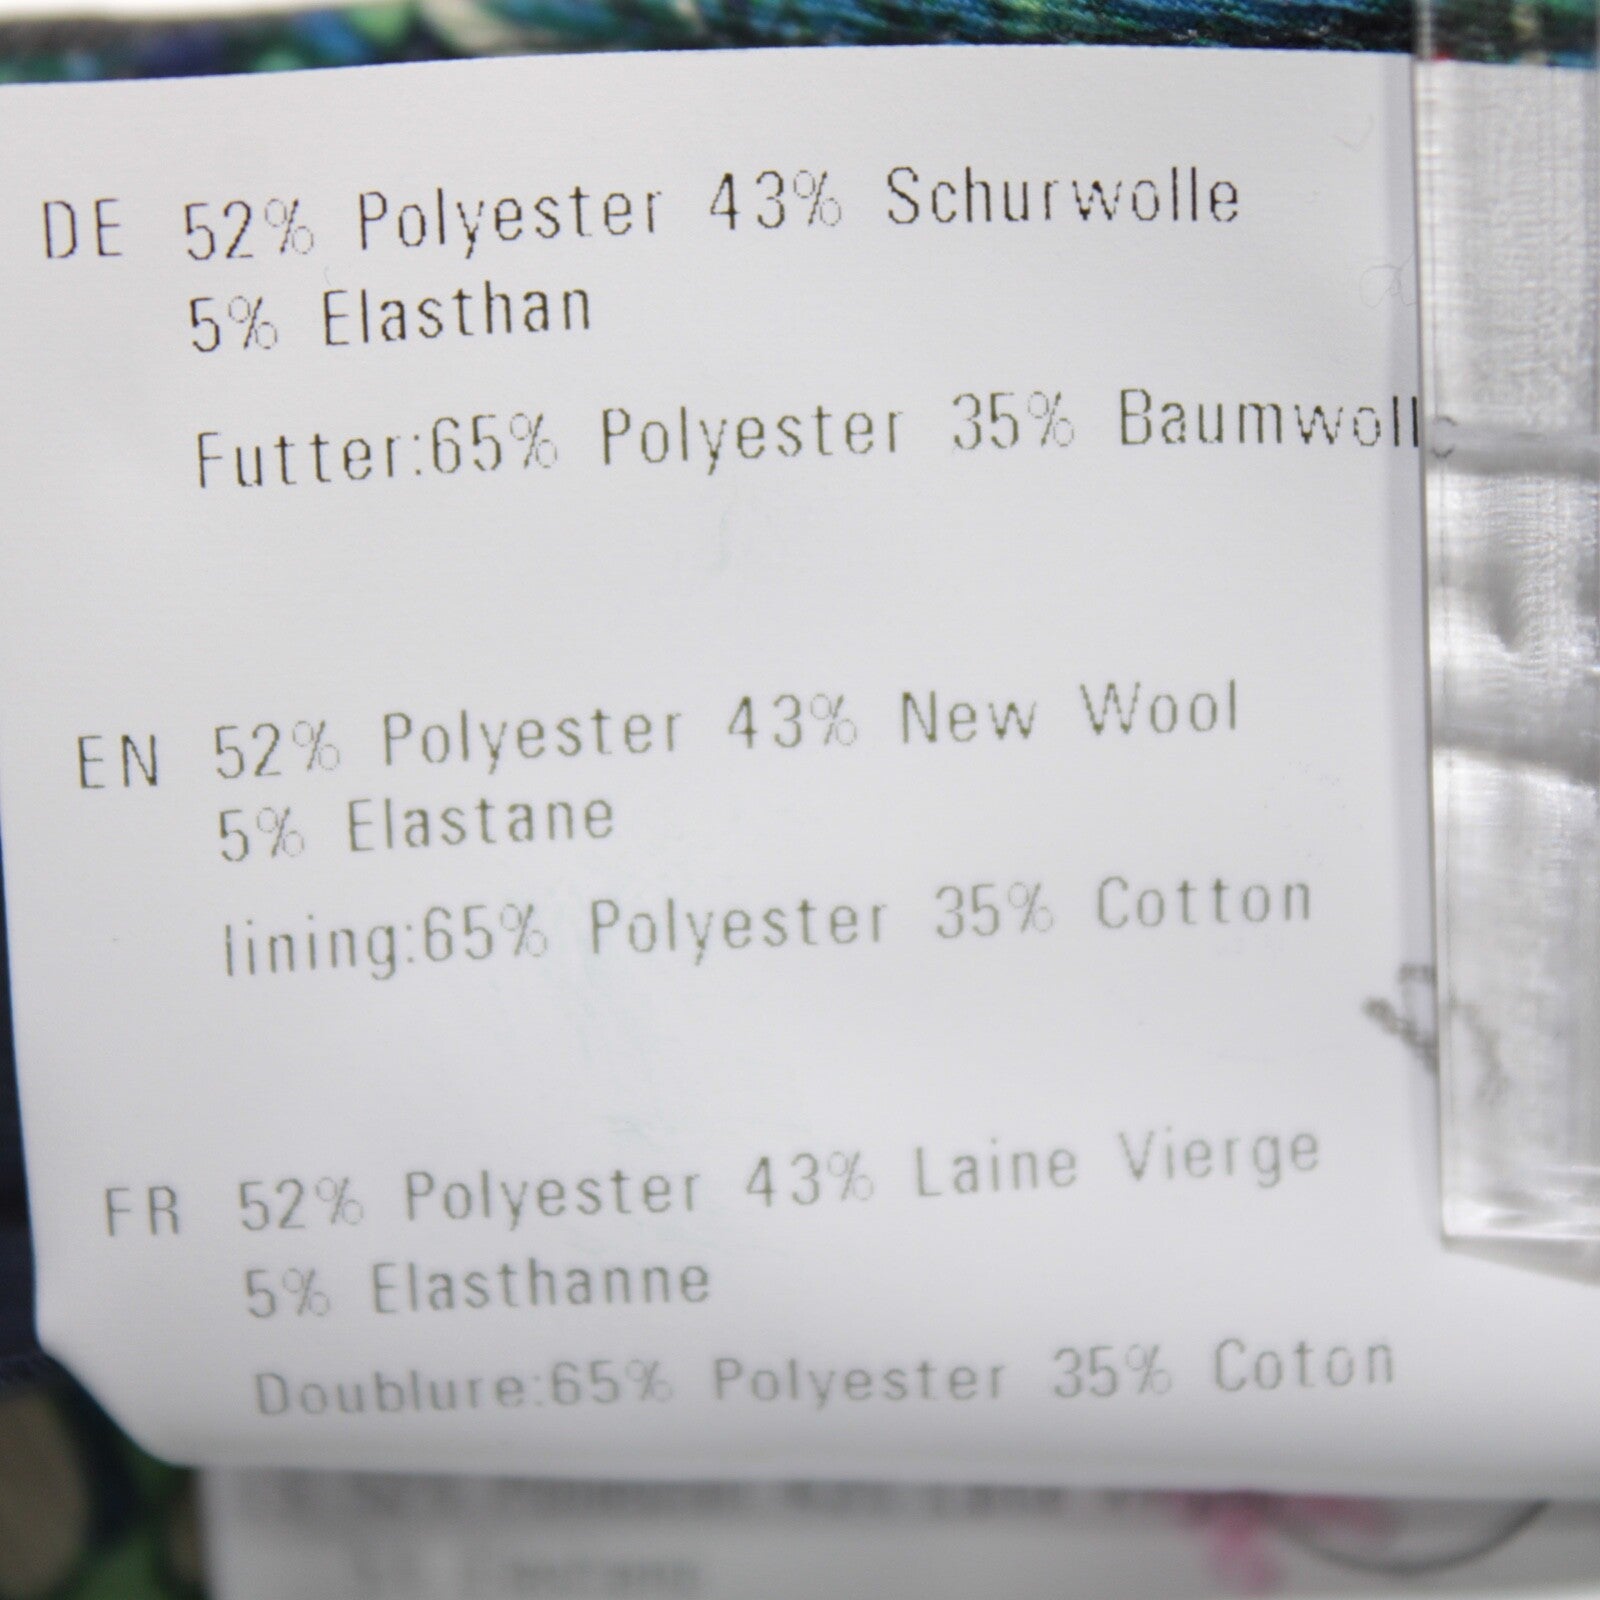 DE 52% Polyester 43% Schurwolle
5% Elasthan
Futter:65% Polyester 35% Baumwolle
EN 52% Polyester 43% New Wool
5% Elastane
lining:65% Polyester 35% Cotton
FR 52% Polyester 43% Laine Vierge
5% Elasthanne
Doublure:65% Polyester 35% Coton